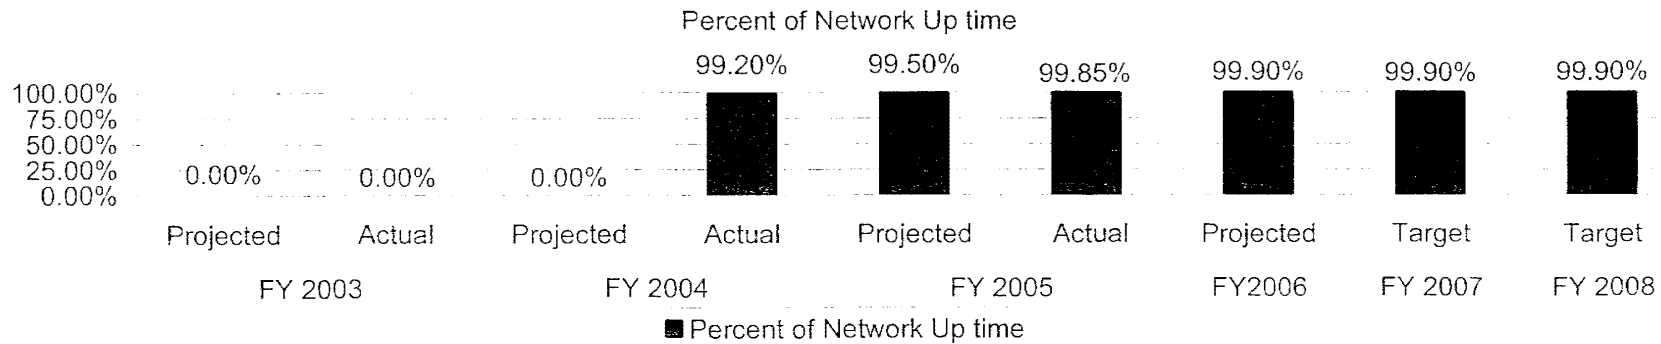 Percent of Network Up time
99.20% 99.50% 99.85% 99.90% 99.90% 99.90%
100.00%
75.00%
50.00%
25.00%
0.00%
0.00% 0.00% 0.00%
Projected Actual Projected Actual Projected Actual Projected Target Target
FY 2003 FY 2004 FY 2005 FY2006 FY 2007 FY 2008
Percent of Network Up time